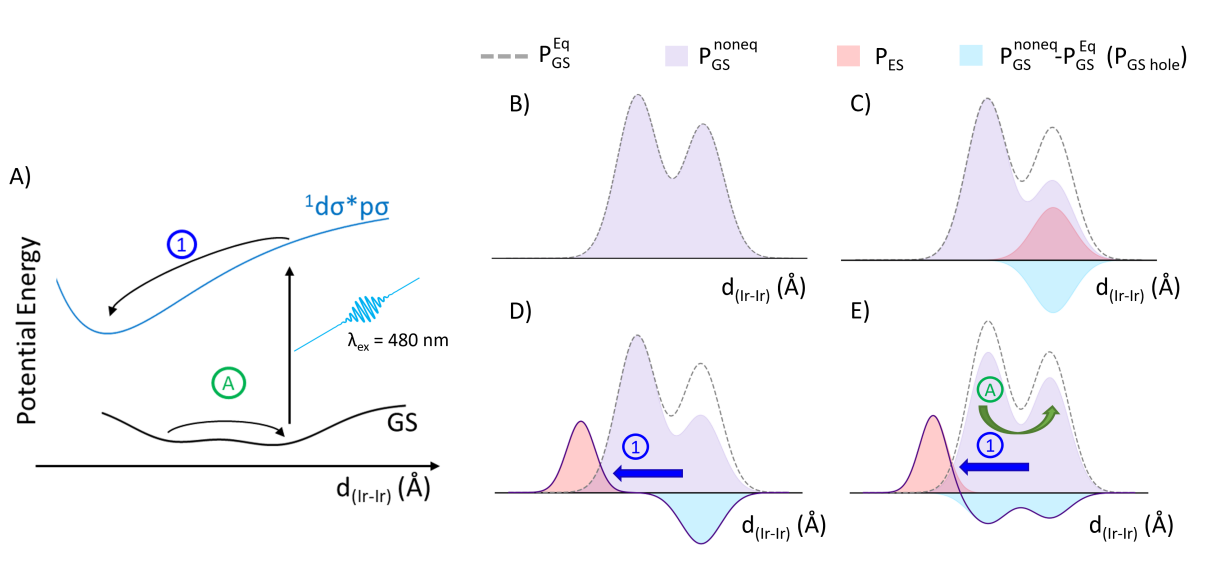 P_GS^Eq
P_GS^noneq
P_ES
P_GS^noneq-P_GS^Eq (P_GS hole)
A)
Potential Energy
¹dσ*pσ
1
λ_ex = 480 nm
A
GS
d_(Ir-Ir) (Å)
B)
d_(Ir-Ir) (Å)
C)
d_(Ir-Ir) (Å)
D)
1
d_(Ir-Ir) (Å)
E)
A
1
d_(Ir-Ir) (Å)